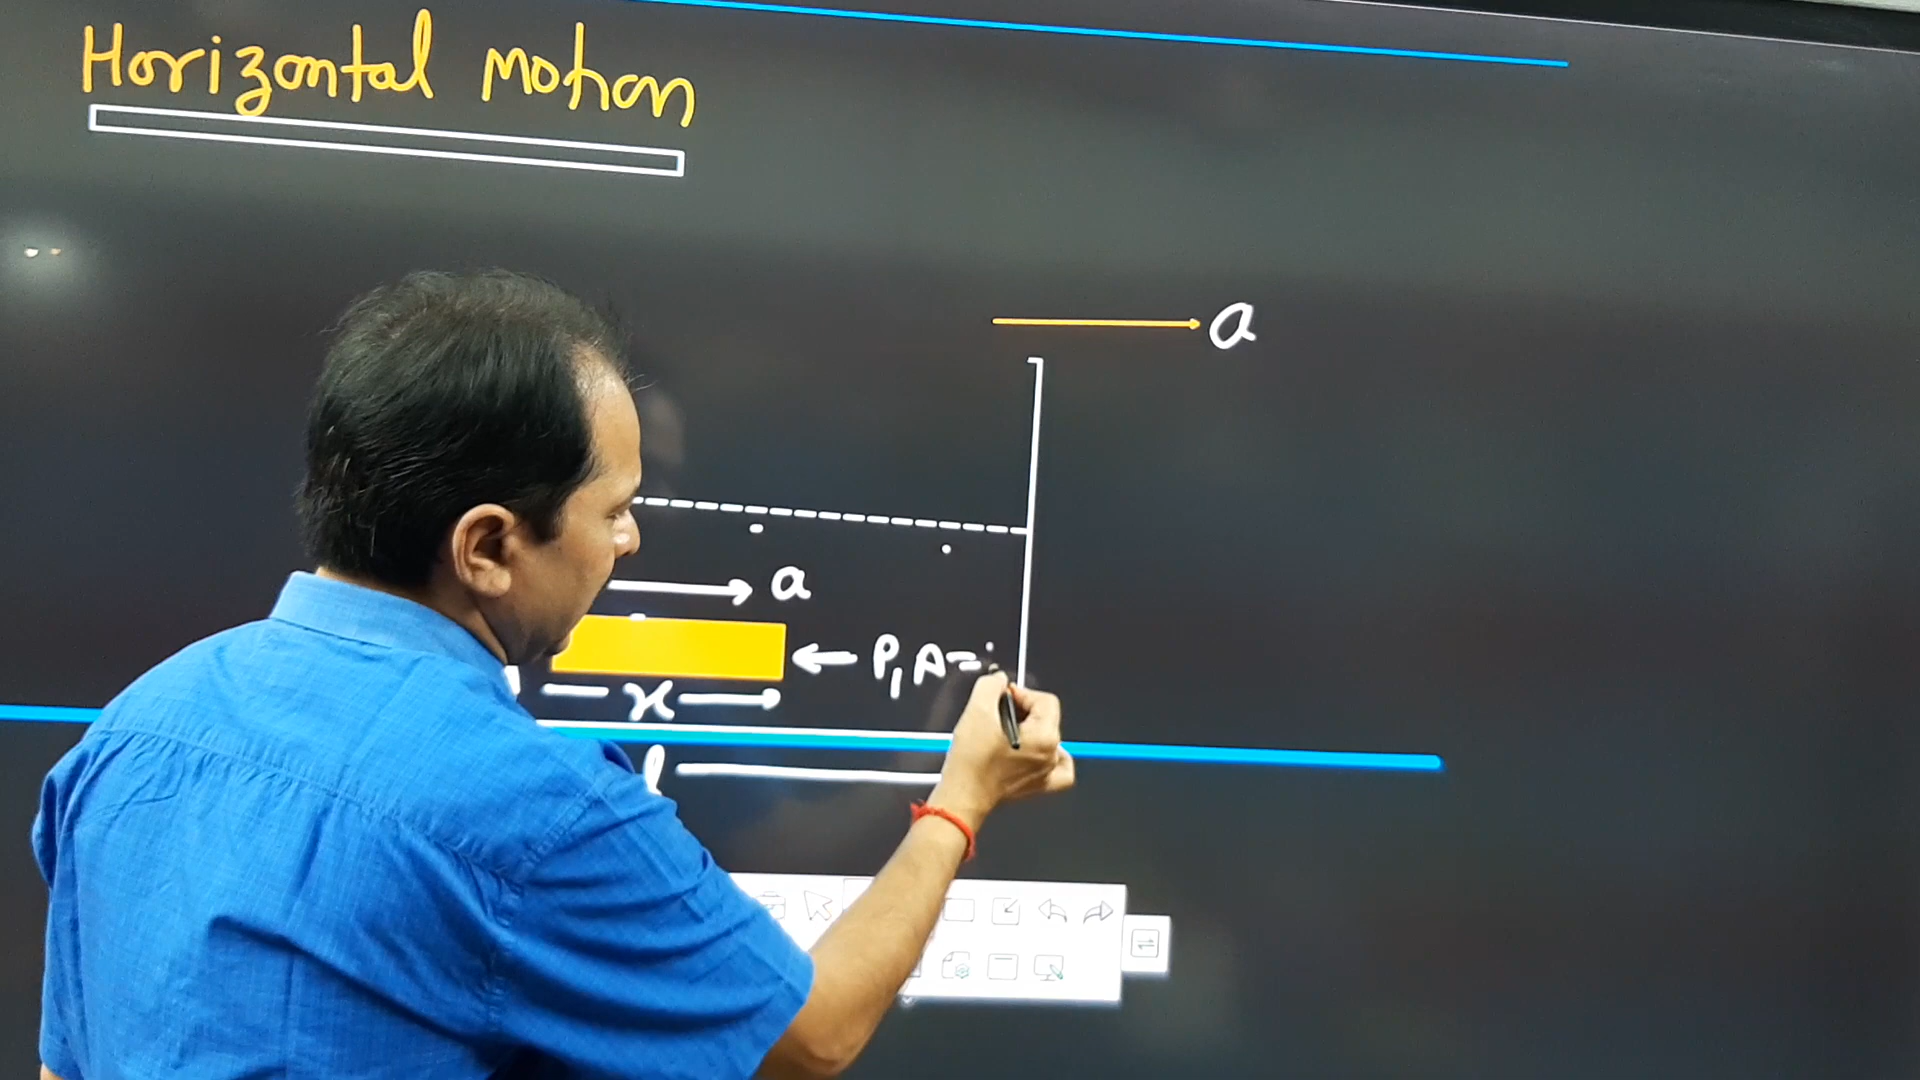 Horizontal Motion
a
a
P₁A=
x
l